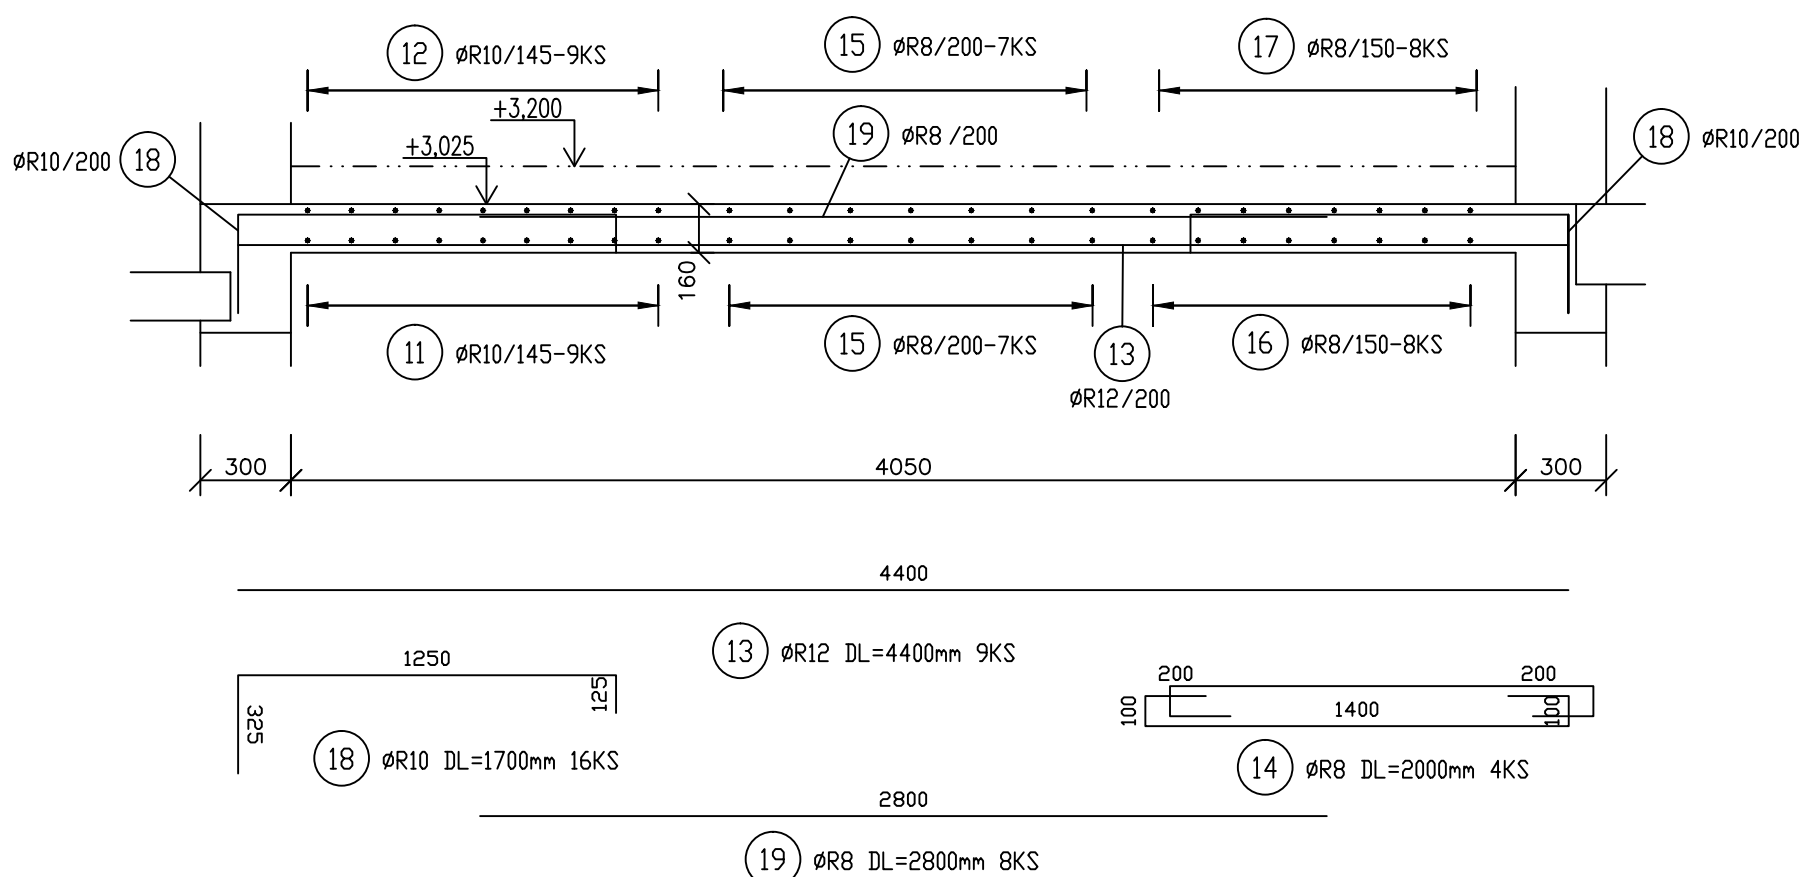 12 øR10/145-9KS
15 øR8/200-7KS
17 øR8/150-8KS
+3,200
+3,025
19 øR8 /200
øR10/200 18
18 øR10/200
160
11 øR10/145-9KS
15 øR8/200-7KS
13
øR12/200
16 øR8/150-8KS
300
4050
300
4400
13 øR12 DL=4400mm 9KS
1250
325
125
18 øR10 DL=1700mm 16KS
200
200
100
1400
100
14 øR8 DL=2000mm 4KS
2800
19 øR8 DL=2800mm 8KS